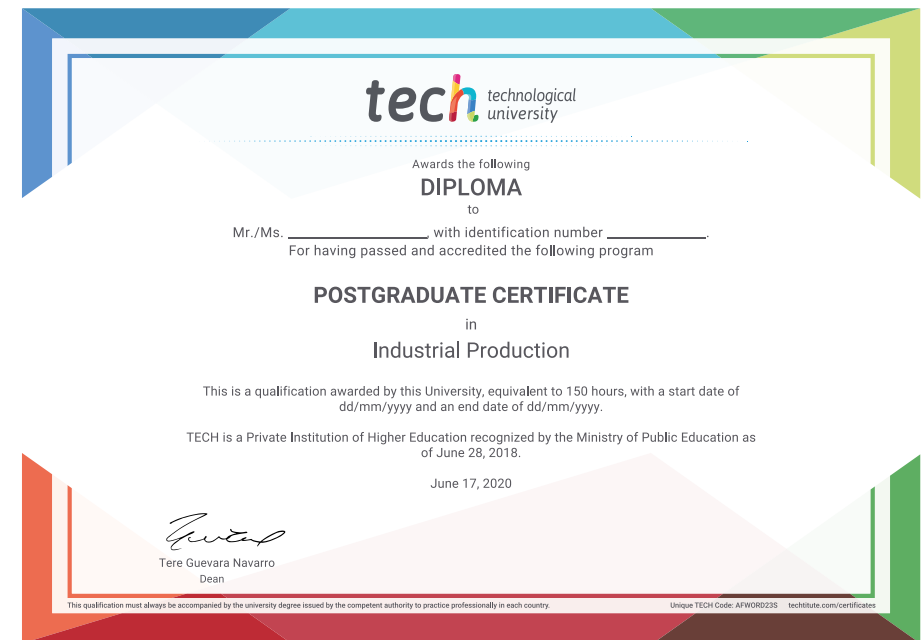 tech technological
university
Awards the following
DIPLOMA
to
Mr./Ms. ____________________, with identification number ______________.
For having passed and accredited the following program
POSTGRADUATE CERTIFICATE
in
Industrial Production
This is a qualification awarded by this University, equivalent to 150 hours, with a start date of
dd/mm/yyyy and an end date of dd/mm/yyyy.
TECH is a Private Institution of Higher Education recognized by the Ministry of Public Education as
of June 28, 2018.
June 17, 2020
Tere Guevara Navarro
Dean
This qualification must always be accompanied by the university degree issued by the competent authority to practice professionally in each country.
Unique TECH Code: AFWORD23S techtitute.com/certificates